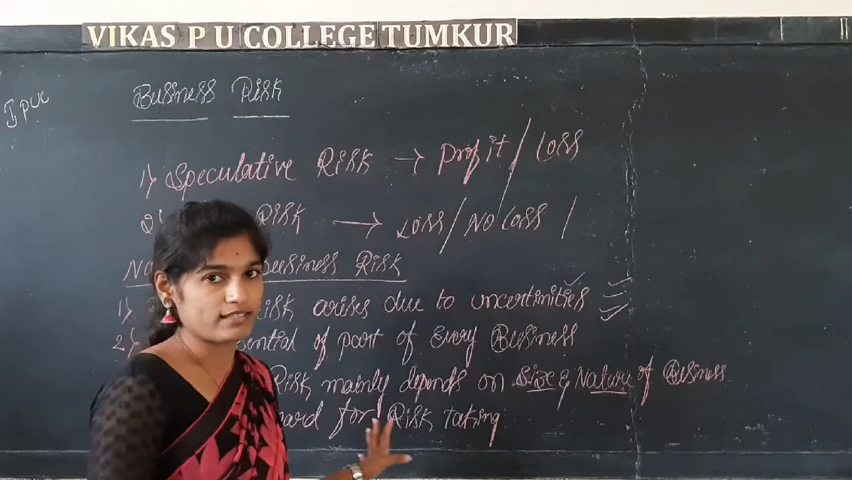 VIKAS P U COLLEGE TUMKUR
I PUC
Business Risk
1) Speculative Risk → Profit / Loss
2) Risk → Loss / No Loss /
Business Risk
1) arises due to uncertinities
2) of part of Every Business
Risk mainly depends on Size & Nature of Business
for Risk taking